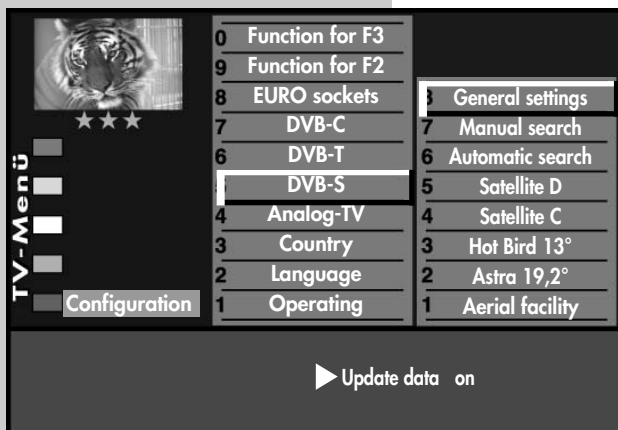 TV-Menü
Configuration
0 Function for F3
9 Function for F2
8 EURO sockets
7 DVB-C
6 DVB-T
5 DVB-S
4 Analog-TV
3 Country
2 Language
1 Operating
8 General settings
7 Manual search
6 Automatic search
5 Satellite D
4 Satellite C
3 Hot Bird 13°
2 Astra 19,2°
1 Aerial facility
Update data on